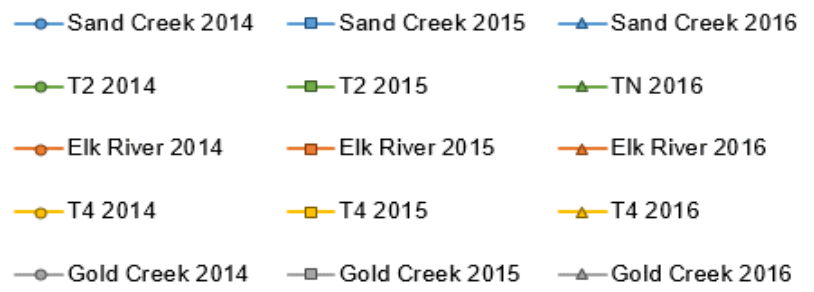 Sand Creek 2014 Sand Creek 2015 Sand Creek 2016
T2 2014 T2 2015 TN 2016
Elk River 2014 Elk River 2015 Elk River 2016
T4 2014 T4 2015 T4 2016
Gold Creek 2014 Gold Creek 2015 Gold Creek 2016